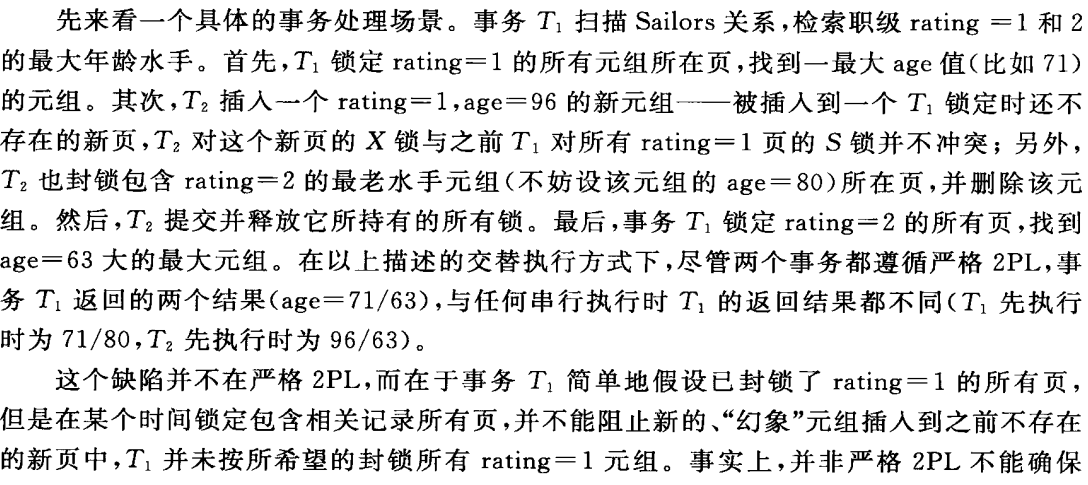 先来看一个具体的事务处理场景。事务 T₁ 扫描 Sailors 关系,检索职级 rating =1 和 2
的最大年龄水手。首先,T₁ 锁定 rating=1 的所有元组所在页,找到一最大 age 值(比如 71)
的元组。其次,T₂ 插入一个 rating=1,age=96 的新元组——被插入到一个 T₁ 锁定时还不
存在的新页,T₂ 对这个新页的 X 锁与之前 T₁ 对所有 rating=1 页的 S 锁并不冲突；另外,
T₂ 也封锁包含 rating=2 的最老水手元组(不妨设该元组的 age=80)所在页,并删除该元
组。然后,T₂ 提交并释放它所持有的所有锁。最后,事务 T₁ 锁定 rating=2 的所有页,找到
age=63 大的最大元组。在以上描述的交替执行方式下,尽管两个事务都遵循严格 2PL,事
务 T₁ 返回的两个结果(age=71/63),与任何串行执行时 T₁ 的返回结果都不同(T₁ 先执行
时为 71/80,T₂ 先执行时为 96/63)。
这个缺陷并不在严格 2PL,而在于事务 T₁ 简单地假设已封锁了 rating=1 的所有页,
但是在某个时间锁定包含相关记录所有页,并不能阻止新的、“幻象”元组插入到之前不存在
的新页中,T₁ 并未按所希望的封锁所有 rating=1 元组。事实上,并非严格 2PL 不能确保